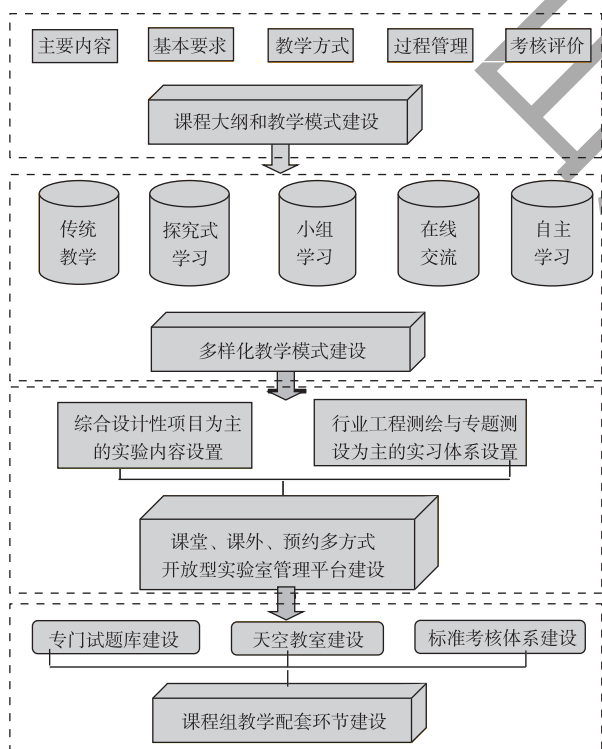 主要内容 基本要求 教学方式 过程管理 考核评价
课程大纲和教学模式建设
传统 探究式 小组 在线 自主
教学 学习 学习 交流 学习
多样化教学模式建设
综合设计性项目为主
的实验内容设置
行业工程测绘与专题测
设为主的实习体系设置
课堂、课外、预约多方式
开放型实验室管理平台建设
专门试题库建设 天空教室建设 标准考核体系建设
课程组教学配套环节建设